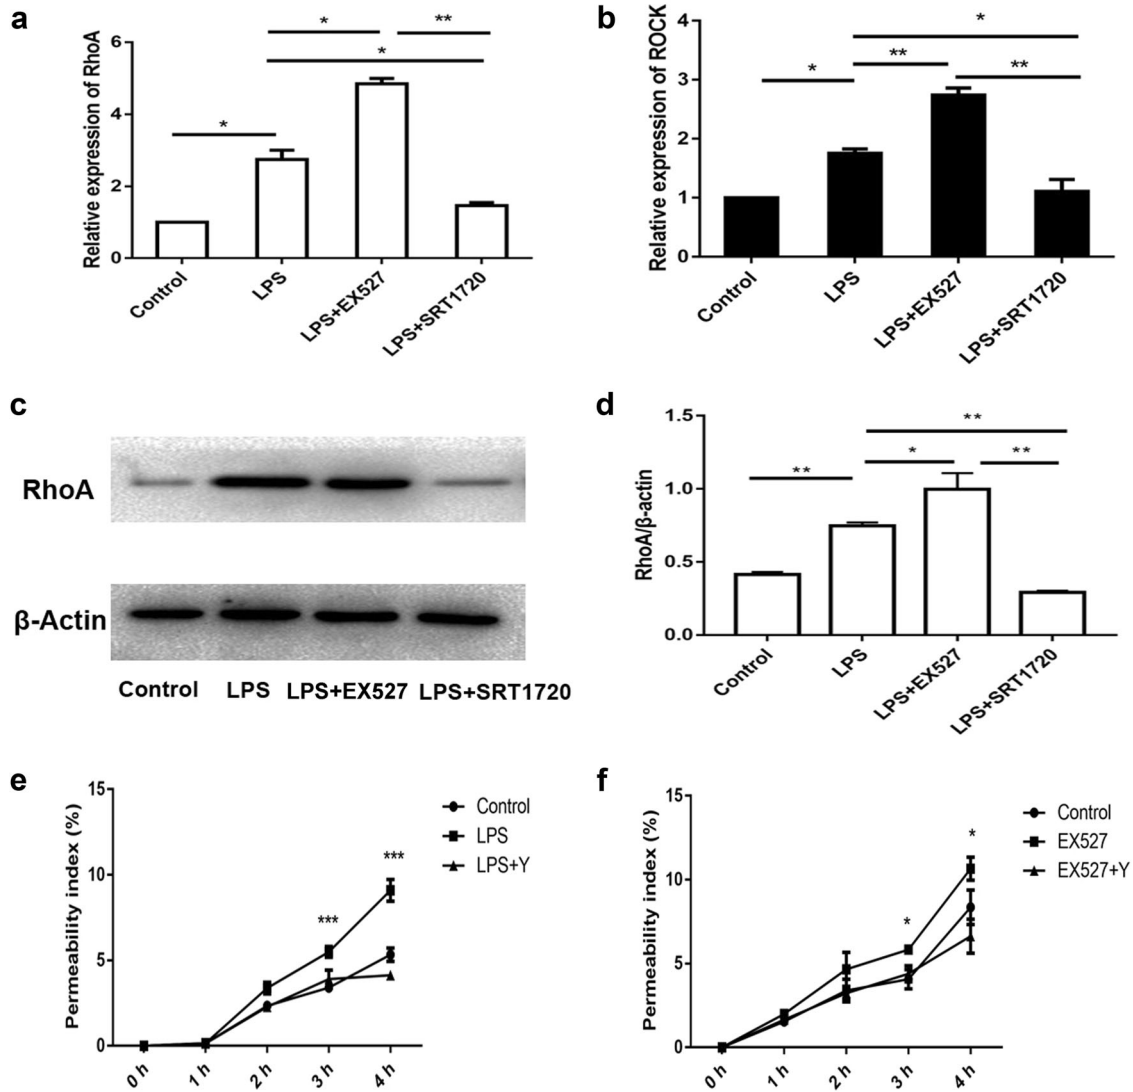 a
Relative expression of RhoA
6
4
2
0
*
*
**
*
Control
LPS
LPS+EX527
LPS+SRT1720
b
Relative expression of ROCK
4
3
2
1
0
*
*
**
**
Control
LPS
LPS+EX527
LPS+SRT1720
c
RhoA
β-Actin
Control LPS LPS+EX527 LPS+SRT1720
d
RhoA/β-actin
1.5
1.0
0.5
0.0
**
**
*
**
Control
LPS
LPS+EX527
LPS+SRT1720
e
Permeability index (%)
15
10
5
0
***
***
Control
LPS
LPS+Y
0 h
1 h
2 h
3 h
4 h
f
Permeability index (%)
15
10
5
0
*
*
Control
EX527
EX527+Y
0 h
1 h
2 h
3 h
4 h